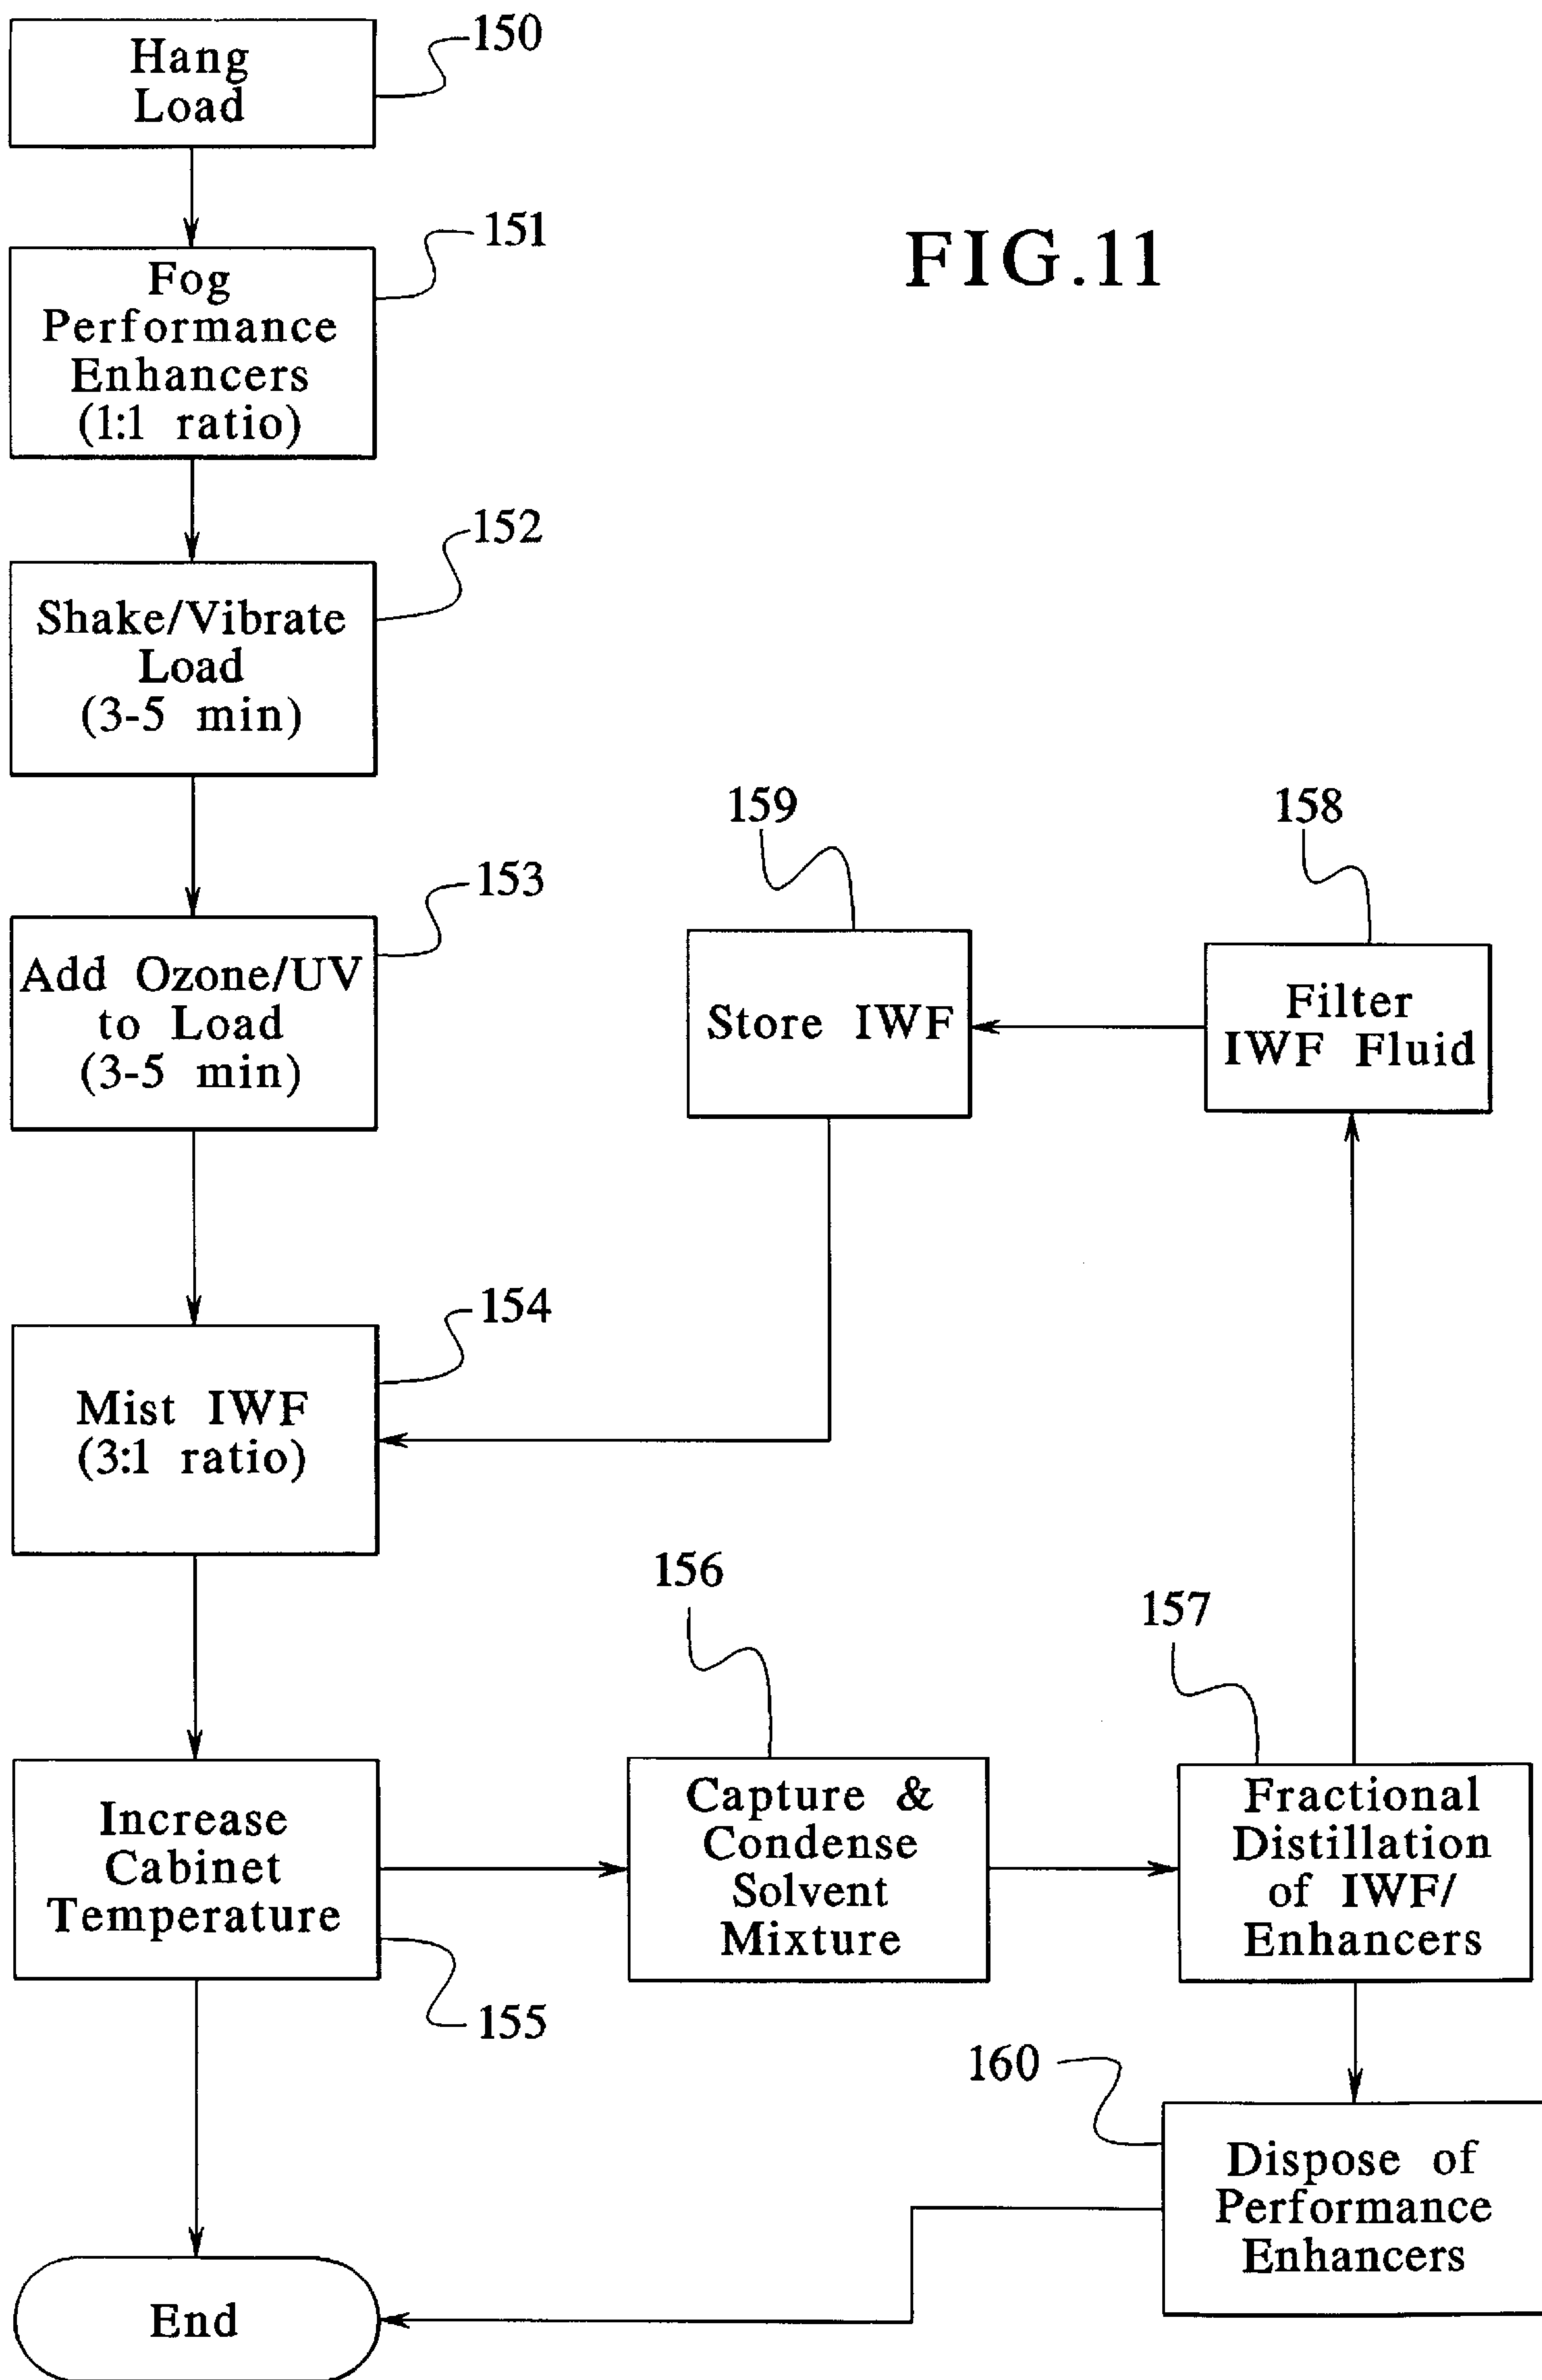 Hang
Load
150
FIG.11
Fog
Performance
Enhancers
(1:1 ratio)
151
Shake/Vibrate
Load
(3-5 min)
152
Add Ozone/UV
to Load
(3-5 min)
153
159
Store IWF
158
Filter
IWF Fluid
Mist IWF
(3:1 ratio)
154
Increase
Cabinet
Temperature
155
156
Capture &
Condense
Solvent
Mixture
157
Fractional
Distillation
of IWF/
Enhancers
160
Dispose of
Performance
Enhancers
End